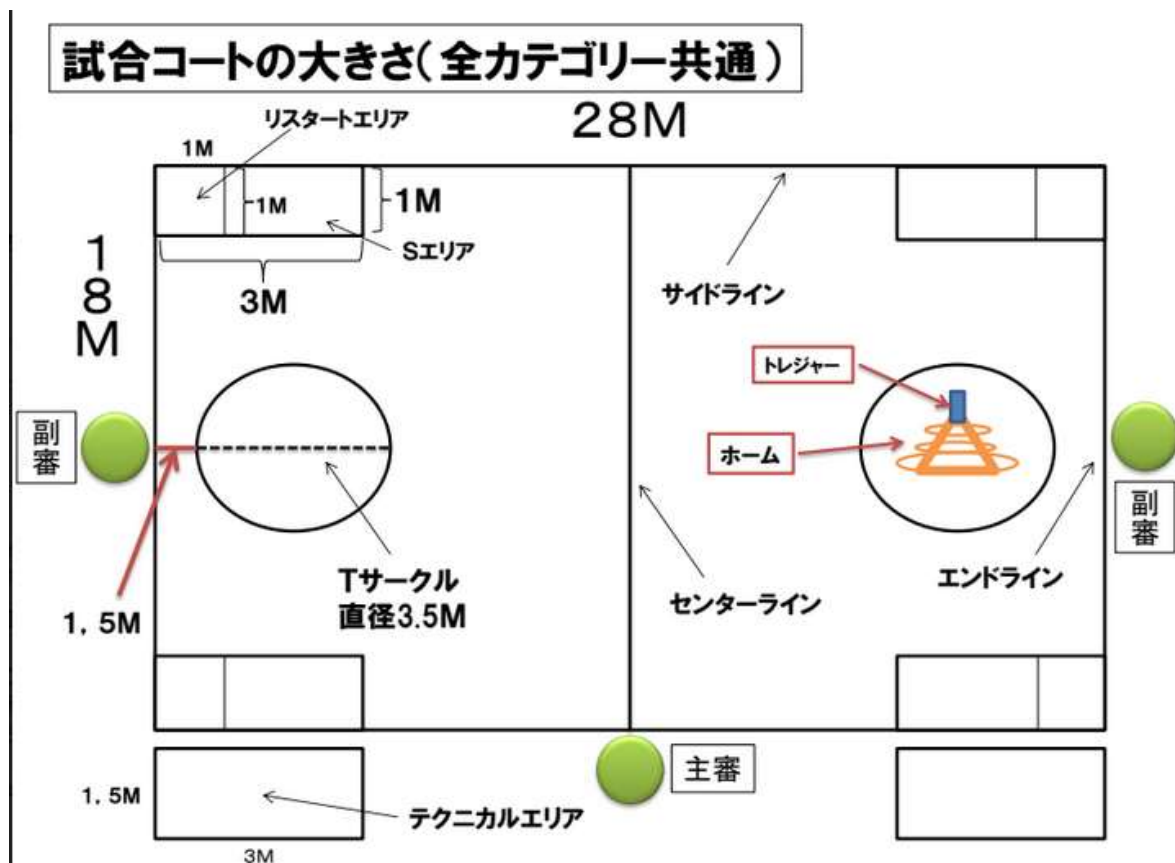 試合コートの大きさ(全カテゴリー共通)
28M
リスタートエリア
1M
1M
1M
Sエリア
3M
18M
サイドライン
トレジャー
ホーム
副審
副審
Tサークル
直径3.5M
センターライン
エンドライン
1,5M
主審
1,5M
テクニカルエリア
3M